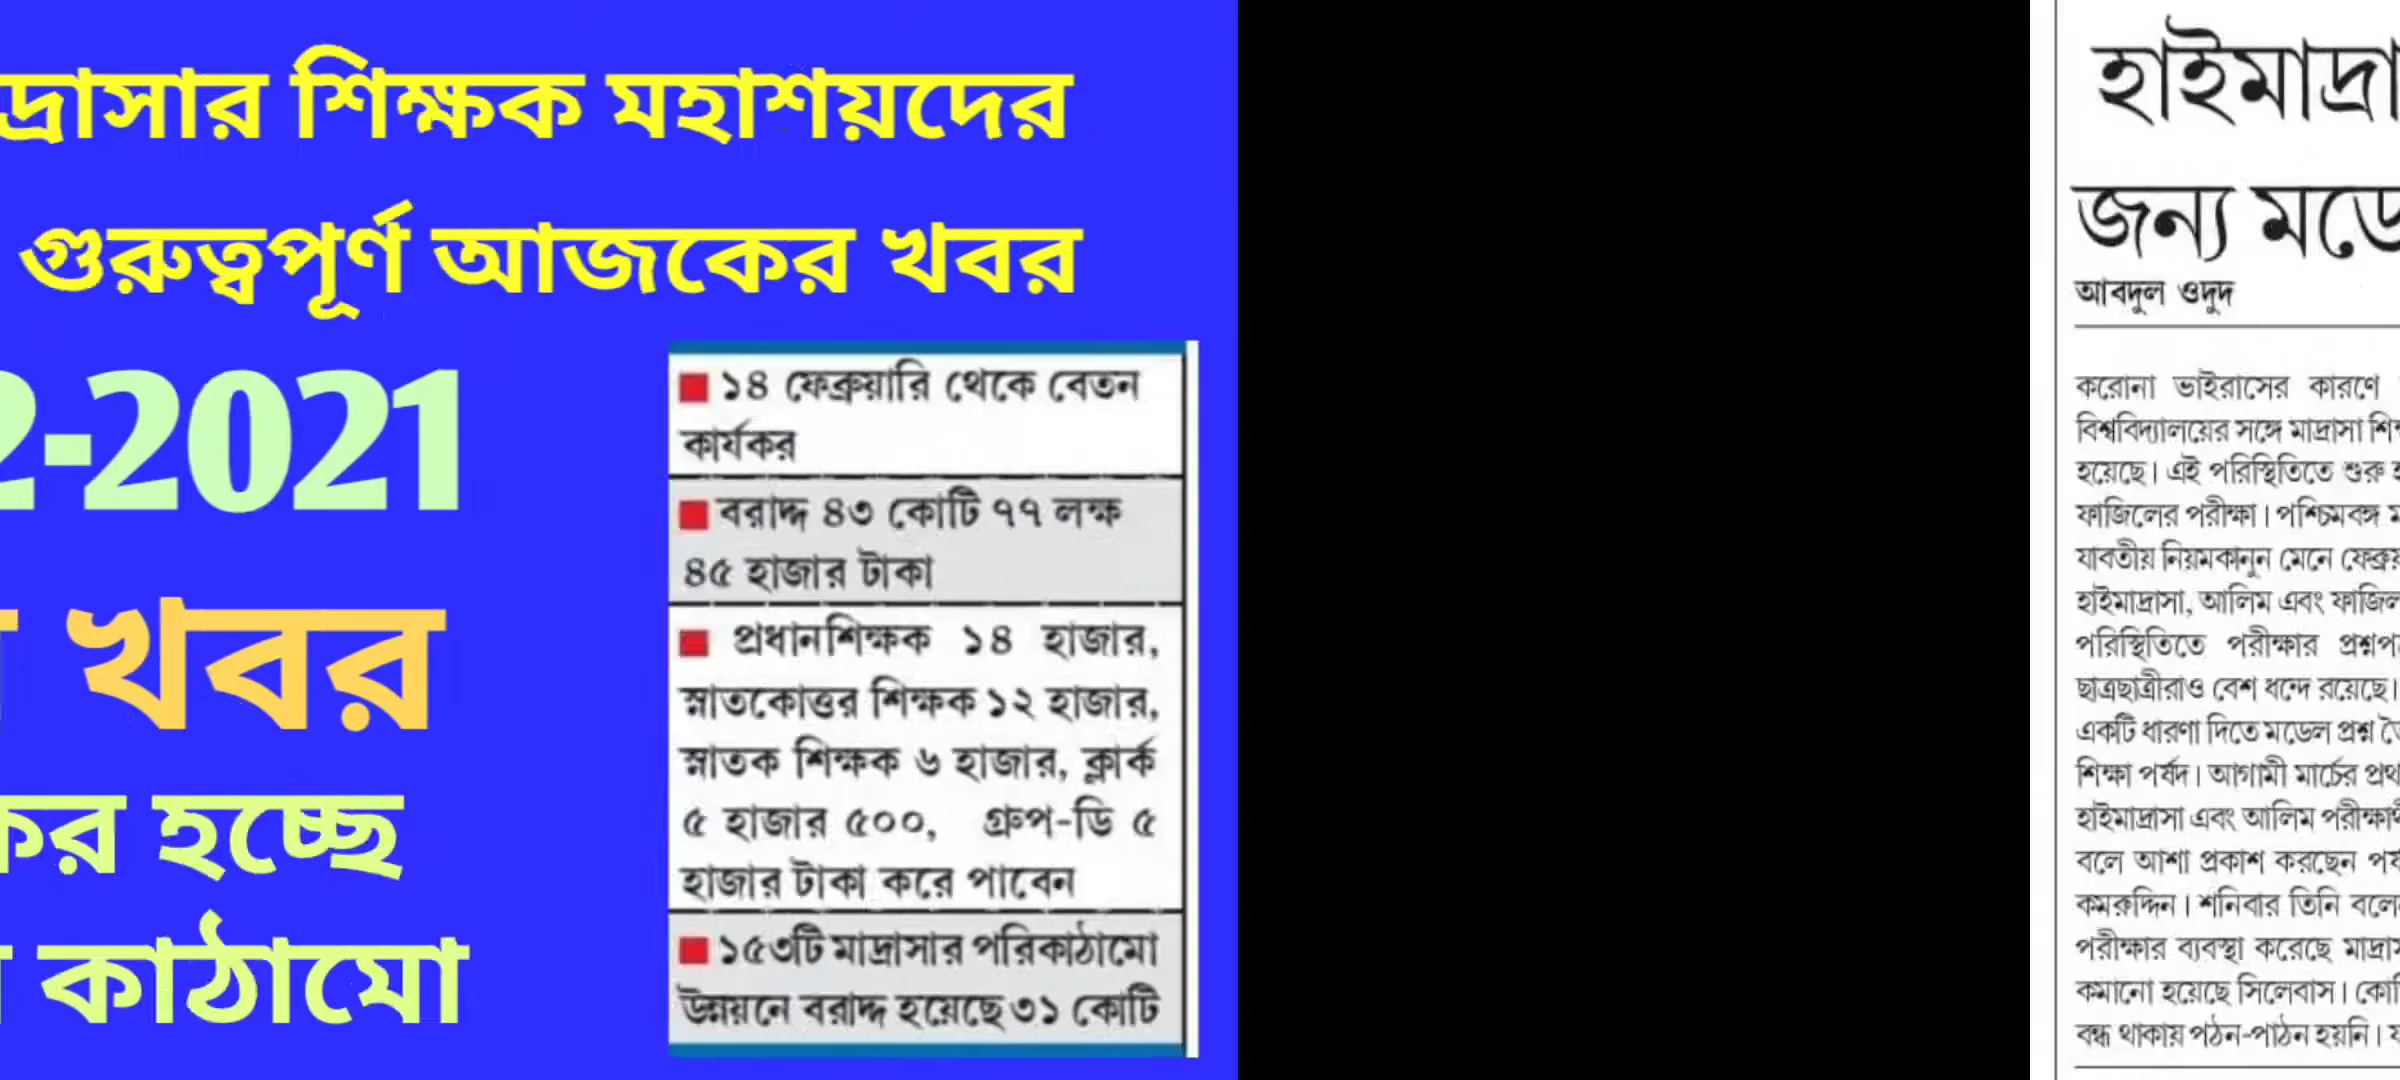 দ্রাসার শিক্ষক মহাশয়দের
গুরুত্বপূর্ণ আজকের খবর
2-2021
খবর
কর হচ্ছে
কাঠামো
১৪ ফেব্রুয়ারি থেকে বেতন
কার্যকর
বরাদ্দ ৪৩ কোটি ৭৭ লক্ষ
৪৫ হাজার টাকা
প্রধানশিক্ষক ১৪ হাজার,
স্নাতকোত্তর শিক্ষক ১২ হাজার,
স্নাতক শিক্ষক ৬ হাজার, ক্লার্ক
৫ হাজার ৫০০, গ্রুপ-ডি ৫
হাজার টাকা করে পাবেন
১৫৩টি মাদ্রাসার পরিকাঠামো
উন্নয়নে বরাদ্দ হয়েছে ৩১ কোটি
হাইমাদ্রা
জন্য মডে
আবদুল ওদুদ
করোনা ভাইরাসের কারণে
বিশ্ববিদ্যালয়ের সঙ্গে মাদ্রাসা
হয়েছে। এই পরিস্থিতিতে শুরু
ফাজিলের পরীক্ষা। পশ্চিমবঙ্গ
যাবতীয় নিয়মকানুন মেনে
হাইমাদ্রাসা, আলিম এবং ফাজিল
পরিস্থিতিতে পরীক্ষার
ছাত্রছাত্রীরাও বেশ ধন্দে রয়েছে।
একটি ধারণা দিতে মডেল প্রশ্ন
শিক্ষা পর্ষদ। আগামী মার্চের
হাইমাদ্রাসা এবং আলিম
বলে আশা প্রকাশ করছেন
কমরুদ্দিন। শনিবার তিনি
পরীক্ষার ব্যবস্থা করেছে
কমানো হয়েছে সিলেবাস।
বন্ধ থাকায় পঠন-পাঠন হয়নি।